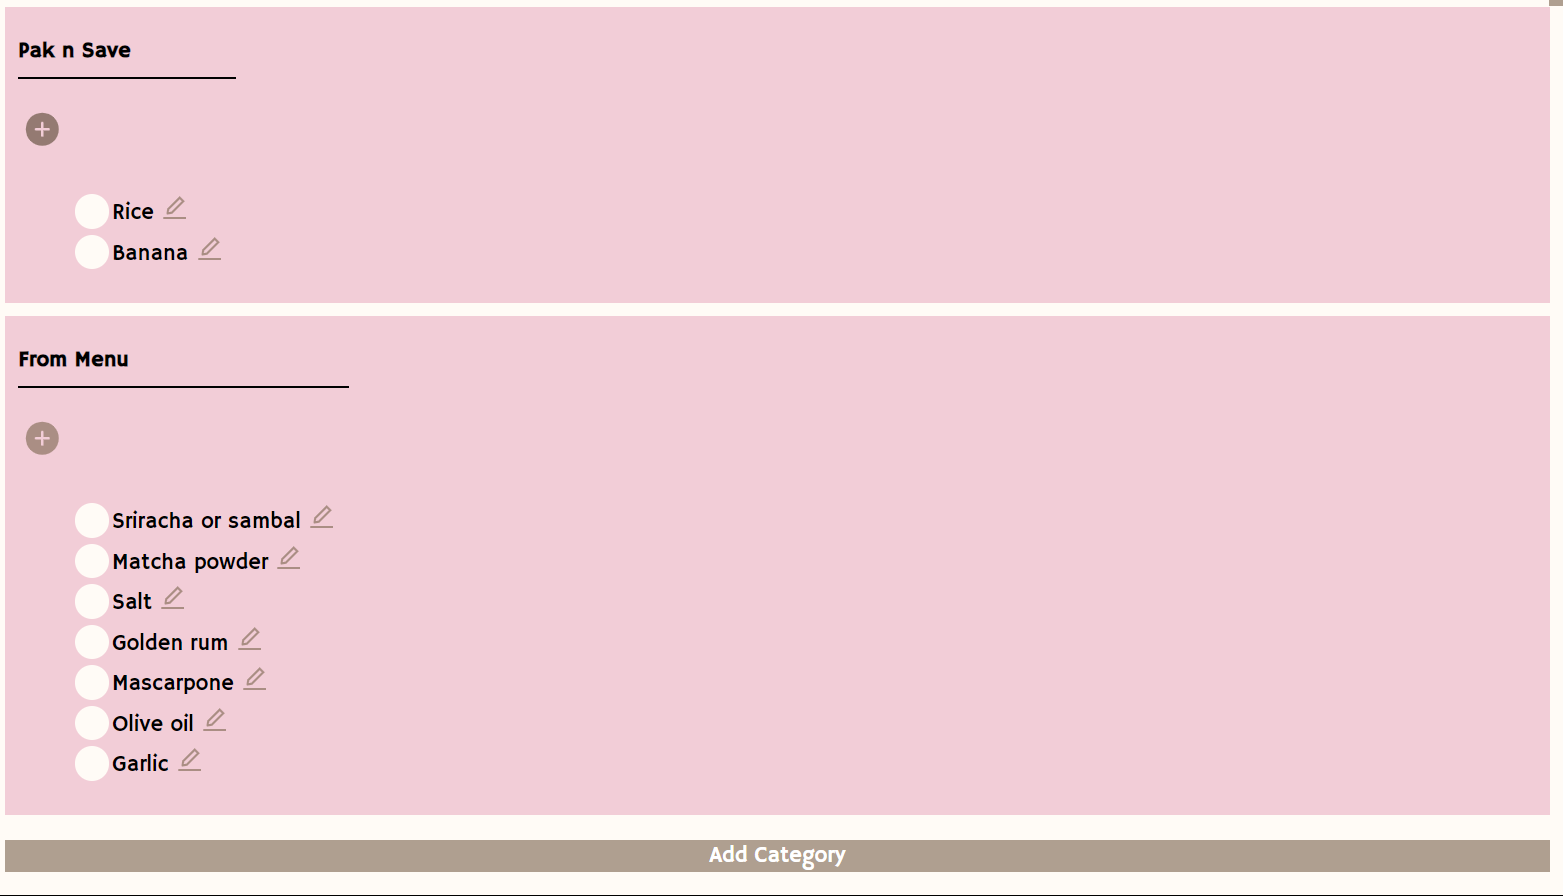 Pak n Save
Rice
Banana
From Menu
Sriracha or sambal
Matcha powder
Salt
Golden rum
Mascarpone
Olive oil
Garlic
Add Category